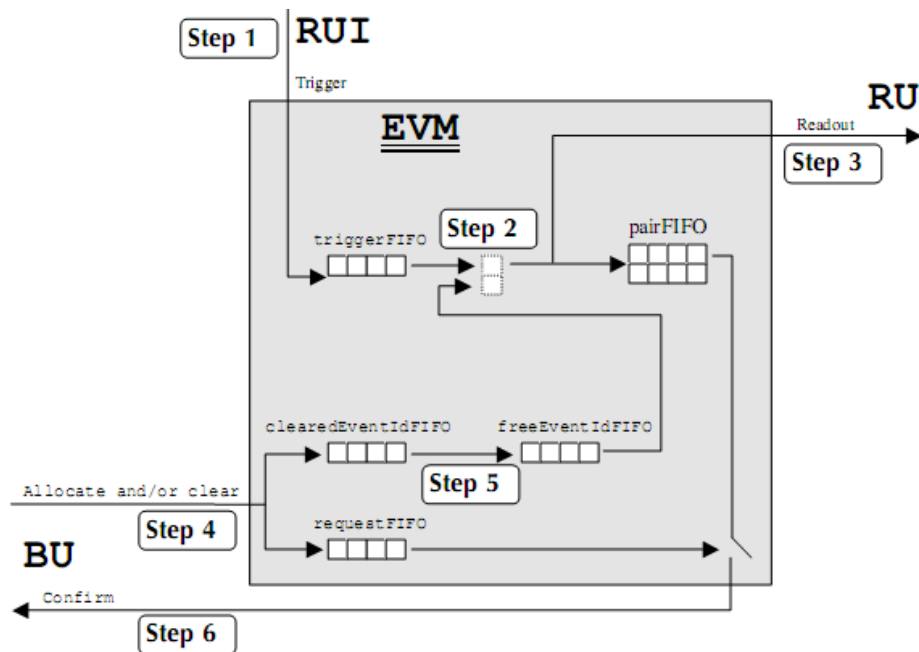 Step 1
RUI
Trigger
EVM
RU
Readout
Step 3
Step 2
triggerFIFO
pairFIFO
clearedEventIdFIFO
freeEventIdFIFO
Step 5
Allocate and/or clear
Step 4
requestFIFO
BU
Confirm
Step 6